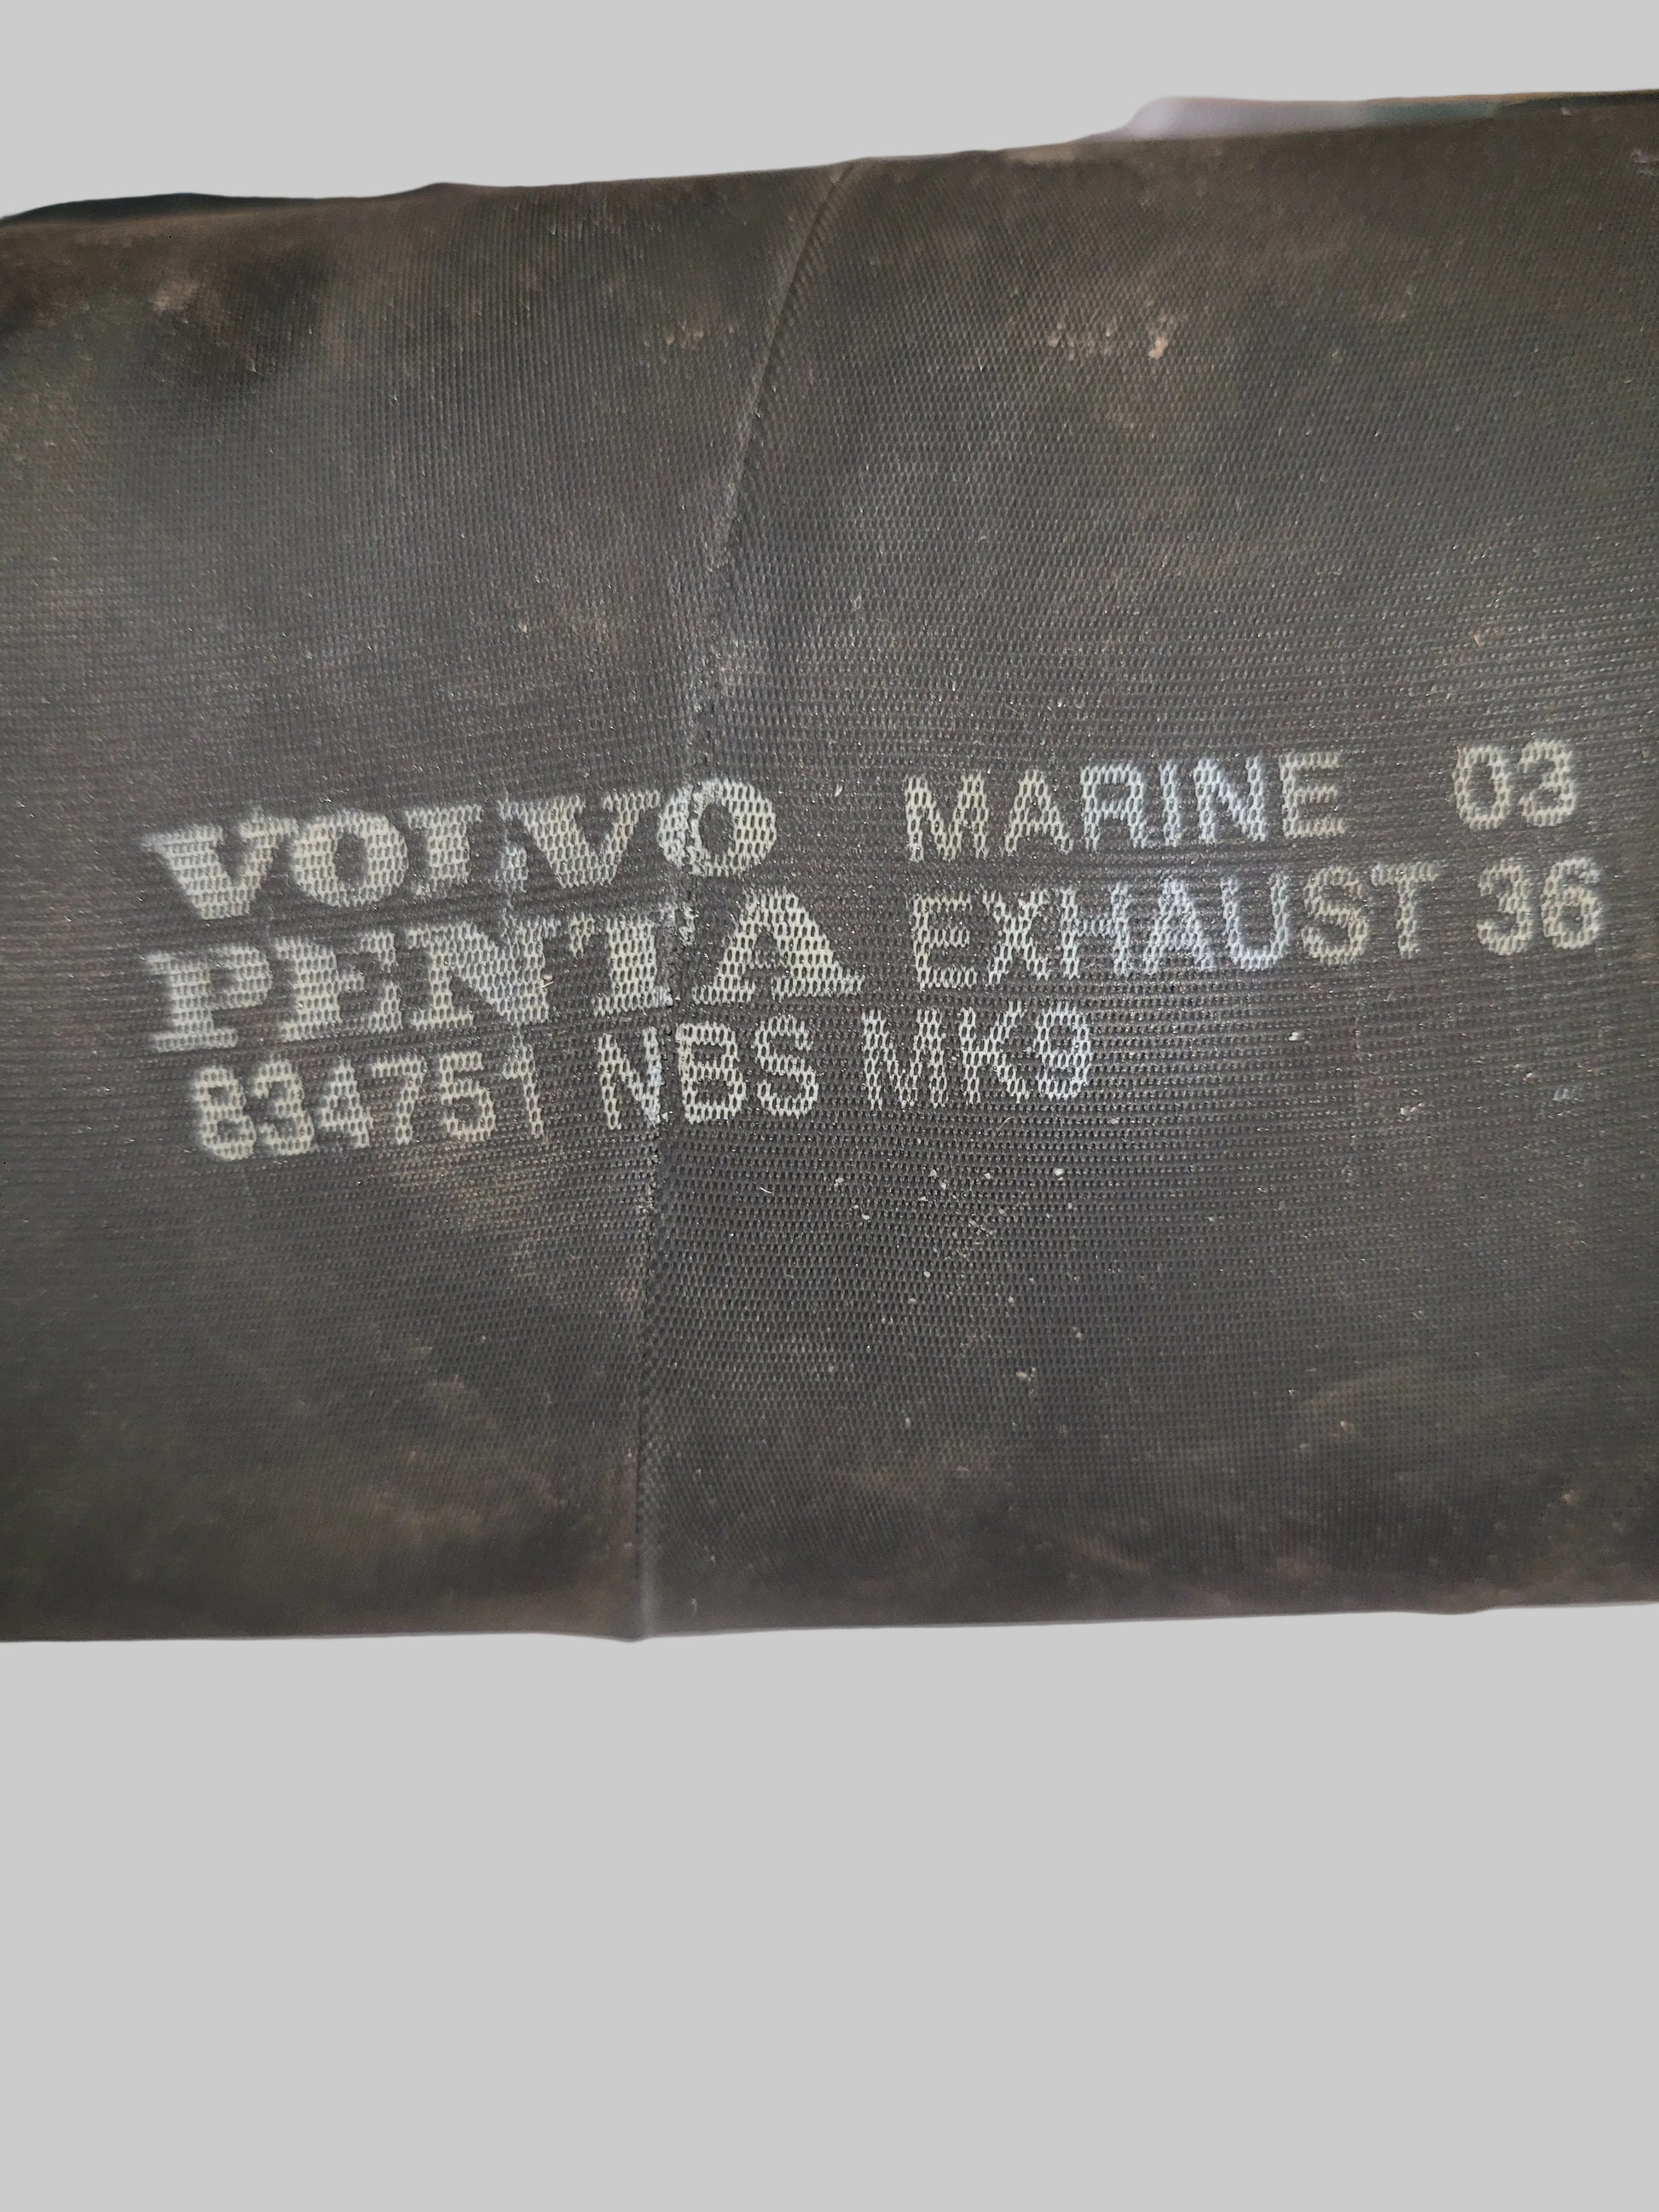 VOLVO MARINE 03
PENTA EXHAUST 36
834751 NBS MK9